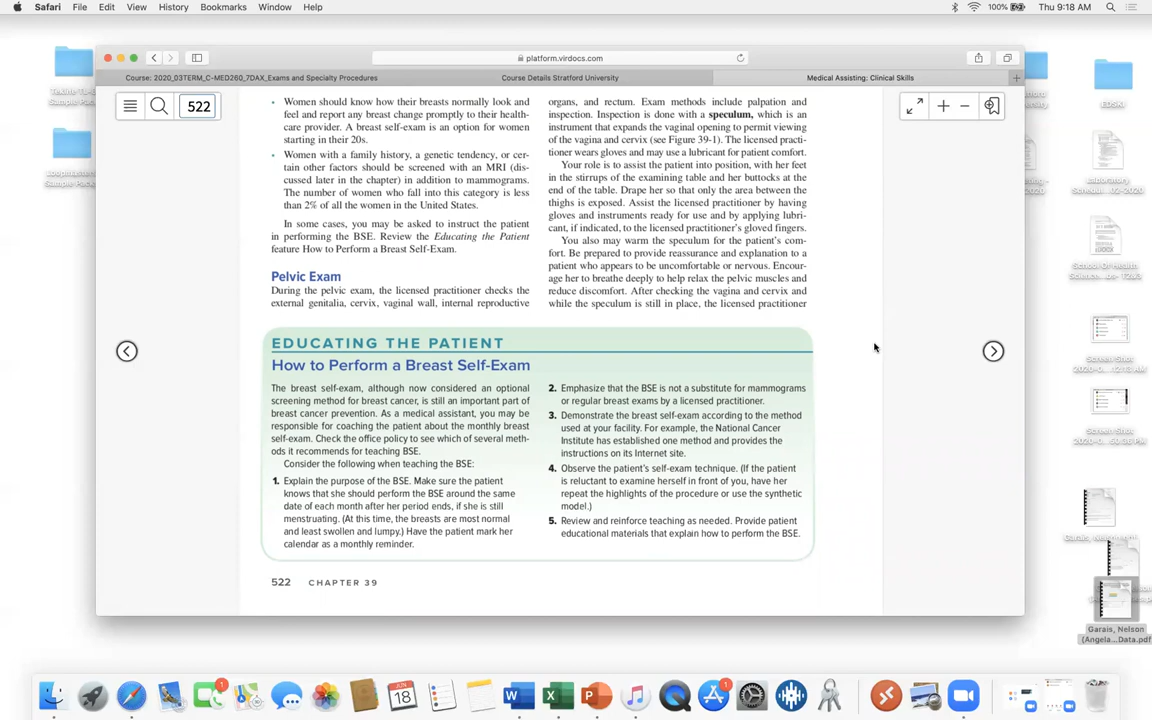 Safari File Edit View History Bookmarks Window Help
100% Thu 9:18 AM
platform.virdocs.com
Course: 2020_03TERM_C-MED260_7DAX_Exams and Specialty Procedures
Course Details Stratford University
Medical Assisting: Clinical Skills
522
• Women should know how their breasts normally look and
feel and report any breast change promptly to their health-
care provider. A breast self-exam is an option for women
starting in their 20s.
• Women with a family history, a genetic tendency, or cer-
tain other factors should be screened with an MRI (dis-
cussed later in the chapter) in addition to mammograms.
The number of women who fall into this category is less
than 2% of all the women in the United States.
In some cases, you may be asked to instruct the patient
in performing the BSE. Review the Educating the Patient
feature How to Perform a Breast Self-Exam.
Pelvic Exam
During the pelvic exam, the licensed practitioner checks the
external genitalia, cervix, vaginal wall, internal reproductive
organs, and rectum. Exam methods include palpation and
inspection. Inspection is done with a speculum, which is an
instrument that expands the vaginal opening to permit viewing
of the vagina and cervix (see Figure 39-1). The licensed practi-
tioner wears gloves and may use a lubricant for patient comfort.
Your role is to assist the patient into position, with her feet
in the stirrups of the examining table and her buttocks at the
end of the table. Drape her so that only the area between the
thighs is exposed. Assist the licensed practitioner by having
gloves and instruments ready for use and by applying lubri-
cant, if indicated, to the licensed practitioner's gloved fingers.
You also may warm the speculum for the patient's com-
fort. Be prepared to provide reassurance and explanation to a
patient who appears to be uncomfortable or nervous. Encour-
age her to breathe deeply to help relax the pelvic muscles and
reduce discomfort. After checking the vagina and cervix and
while the speculum is still in place, the licensed practitioner
EDUCATING THE PATIENT
How to Perform a Breast Self-Exam
The breast self-exam, although now considered an optional
screening method for breast cancer, is still an important part of
breast cancer prevention. As a medical assistant, you may be
responsible for coaching the patient about the monthly breast
self-exam. Check the office policy to see which of several meth-
ods it recommends for teaching BSE.
Consider the following when teaching the BSE:
1. Explain the purpose of the BSE. Make sure the patient
knows that she should perform the BSE around the same
date of each month after her period ends, if she is still
menstruating. (At this time, the breasts are most normal
and least swollen and lumpy.) Have the patient mark her
calendar as a monthly reminder.
2. Emphasize that the BSE is not a substitute for mammograms
or regular breast exams by a licensed practitioner.
3. Demonstrate the breast self-exam according to the method
used at your facility. For example, the National Cancer
Institute has established one method and provides the
instructions on its Internet site.
4. Observe the patient's self-exam technique. (If the patient
is reluctant to examine herself in front of you, have her
repeat the highlights of the procedure or use the synthetic
model.)
5. Review and reinforce teaching as needed. Provide patient
educational materials that explain how to perform the BSE.
522 CHAPTER 39
Screen Shot
Screen Shot
Garais, Nelson
(Angela...Data.pdf
1
JUN
18
1